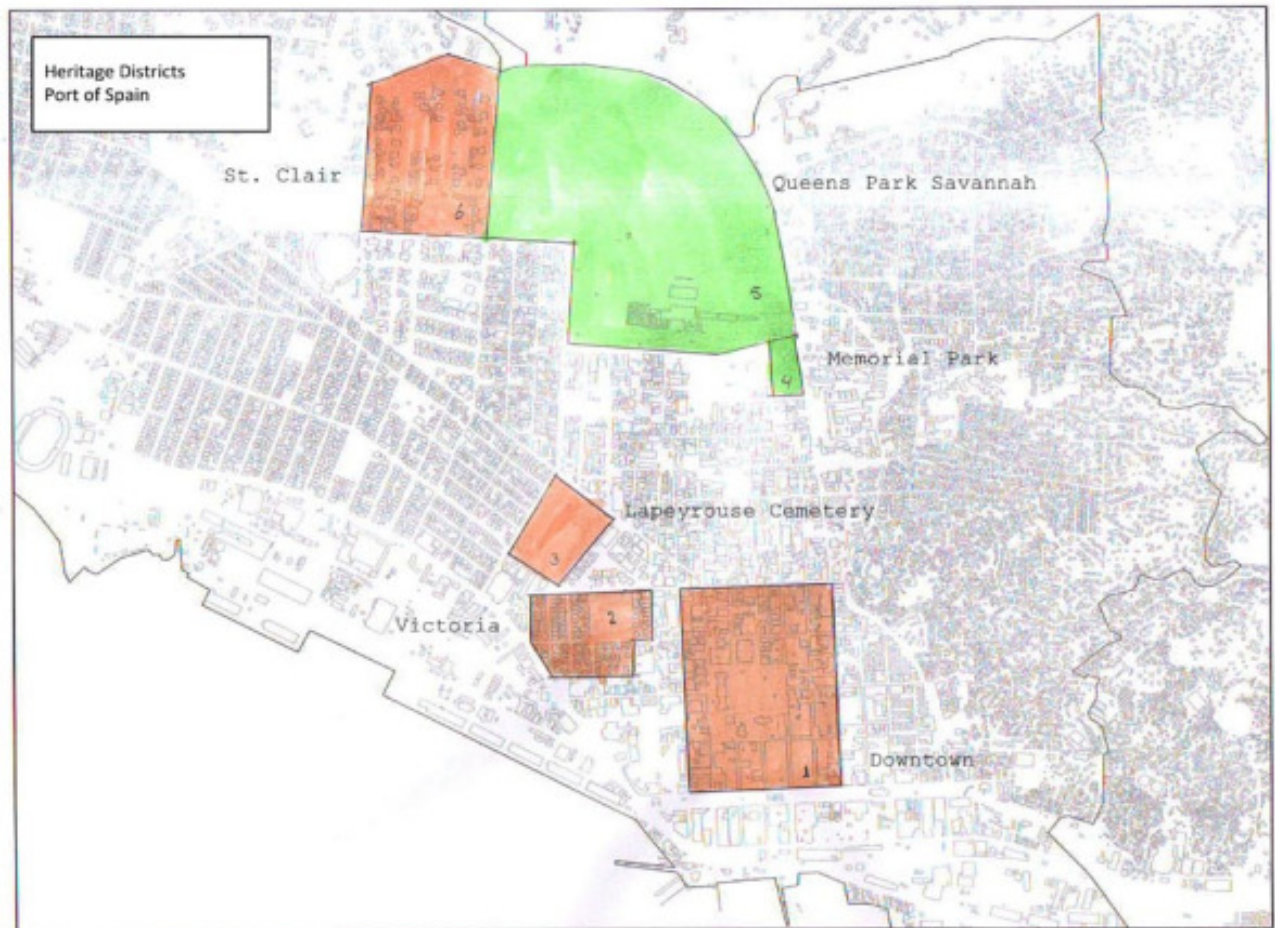 Heritage Districts
Port of Spain
St. Clair
6
Queens Park Savannah
5
Memorial Park
4
Lapeyrouse Cemetery
3
Victoria
2
Downtown
1